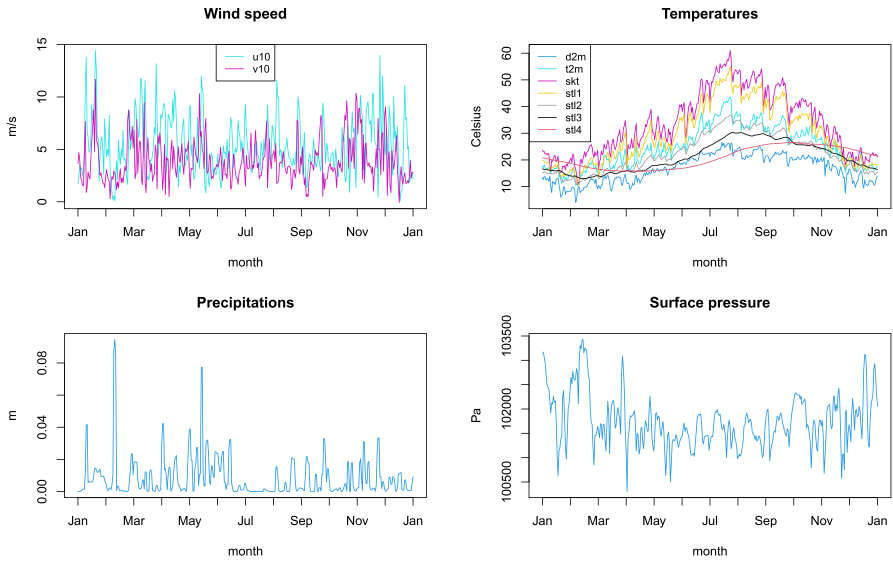 Wind speed
15
10
5
0
m/s
u10
v10
Jan Mar May Jul Sep Nov Jan
month
Temperatures
60
50
40
30
20
10
Celsius
d2m
t2m
skt
stl1
stl2
stl3
stl4
Jan Mar May Jul Sep Nov Jan
month
Precipitations
0.08
0.04
0.00
m
Jan Mar May Jul Sep Nov Jan
month
Surface pressure
103500
102000
100500
Pa
Jan Mar May Jul Sep Nov Jan
month